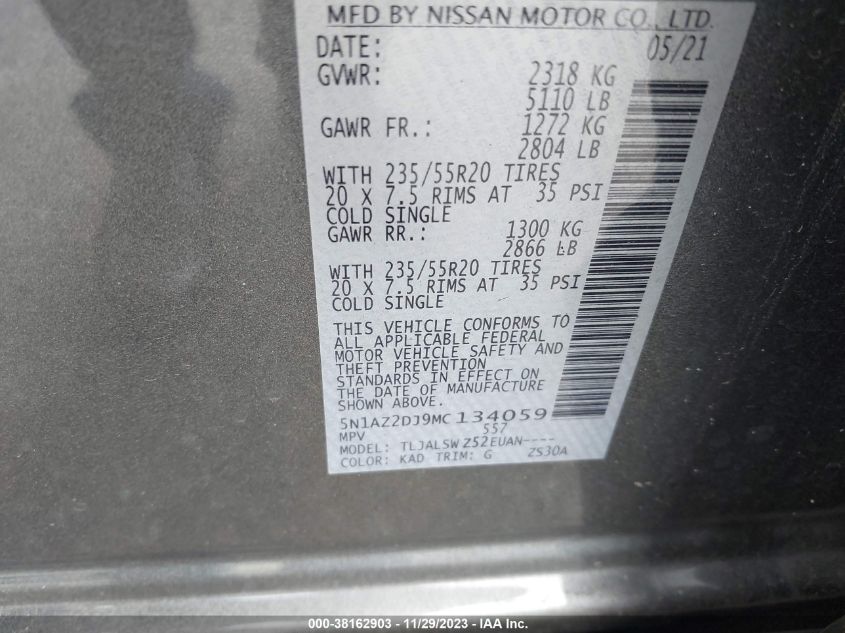 MFD BY NISSAN MOTOR CO., LTD.
DATE: 05/21
GVWR: 2318 KG
5110 LB
GAWR FR.: 1272 KG
2804 LB
WITH 235/55R20 TIRES
20 X 7.5 RIMS AT 35 PSI
COLD SINGLE
GAWR RR.: 1300 KG
2866 LB
WITH 235/55R20 TIRES
20 X 7.5 RIMS AT 35 PSI
COLD SINGLE
THIS VEHICLE CONFORMS TO
ALL APPLICABLE FEDERAL
MOTOR VEHICLE SAFETY AND
THEFT PREVENTION
STANDARDS IN EFFECT ON
THE DATE OF MANUFACTURE
SHOWN ABOVE.
5N1AZ2DJ9MC134059
MPV 557
MODEL: TLJALSWZ52EUAN----
COLOR: KAD TRIM: G ZS30A
000-38162903 - 11/29/2023 - IAA Inc.